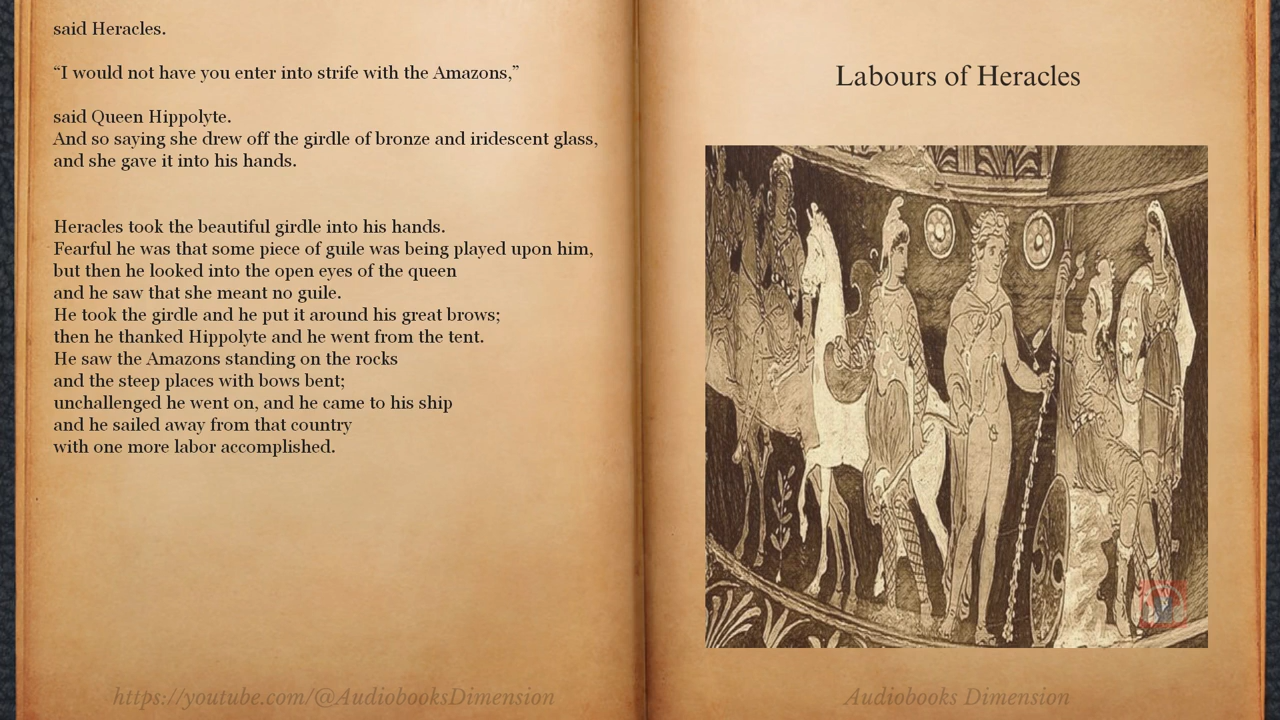 said Heracles.
“I would not have you enter into strife with the Amazons,”
said Queen Hippolyte.
And so saying she drew off the girdle of bronze and iridescent glass,
and she gave it into his hands.
Heracles took the beautiful girdle into his hands.
Fearful he was that some piece of guile was being played upon him,
but then he looked into the open eyes of the queen
and he saw that she meant no guile.
He took the girdle and he put it around his great brows;
then he thanked Hippolyte and he went from the tent.
He saw the Amazons standing on the rocks
and the steep places with bows bent;
unchallenged he went on, and he came to his ship
and he sailed away from that country
with one more labor accomplished.
https://youtube.com/@AudiobooksDimension
Labours of Heracles
Audiobooks Dimension